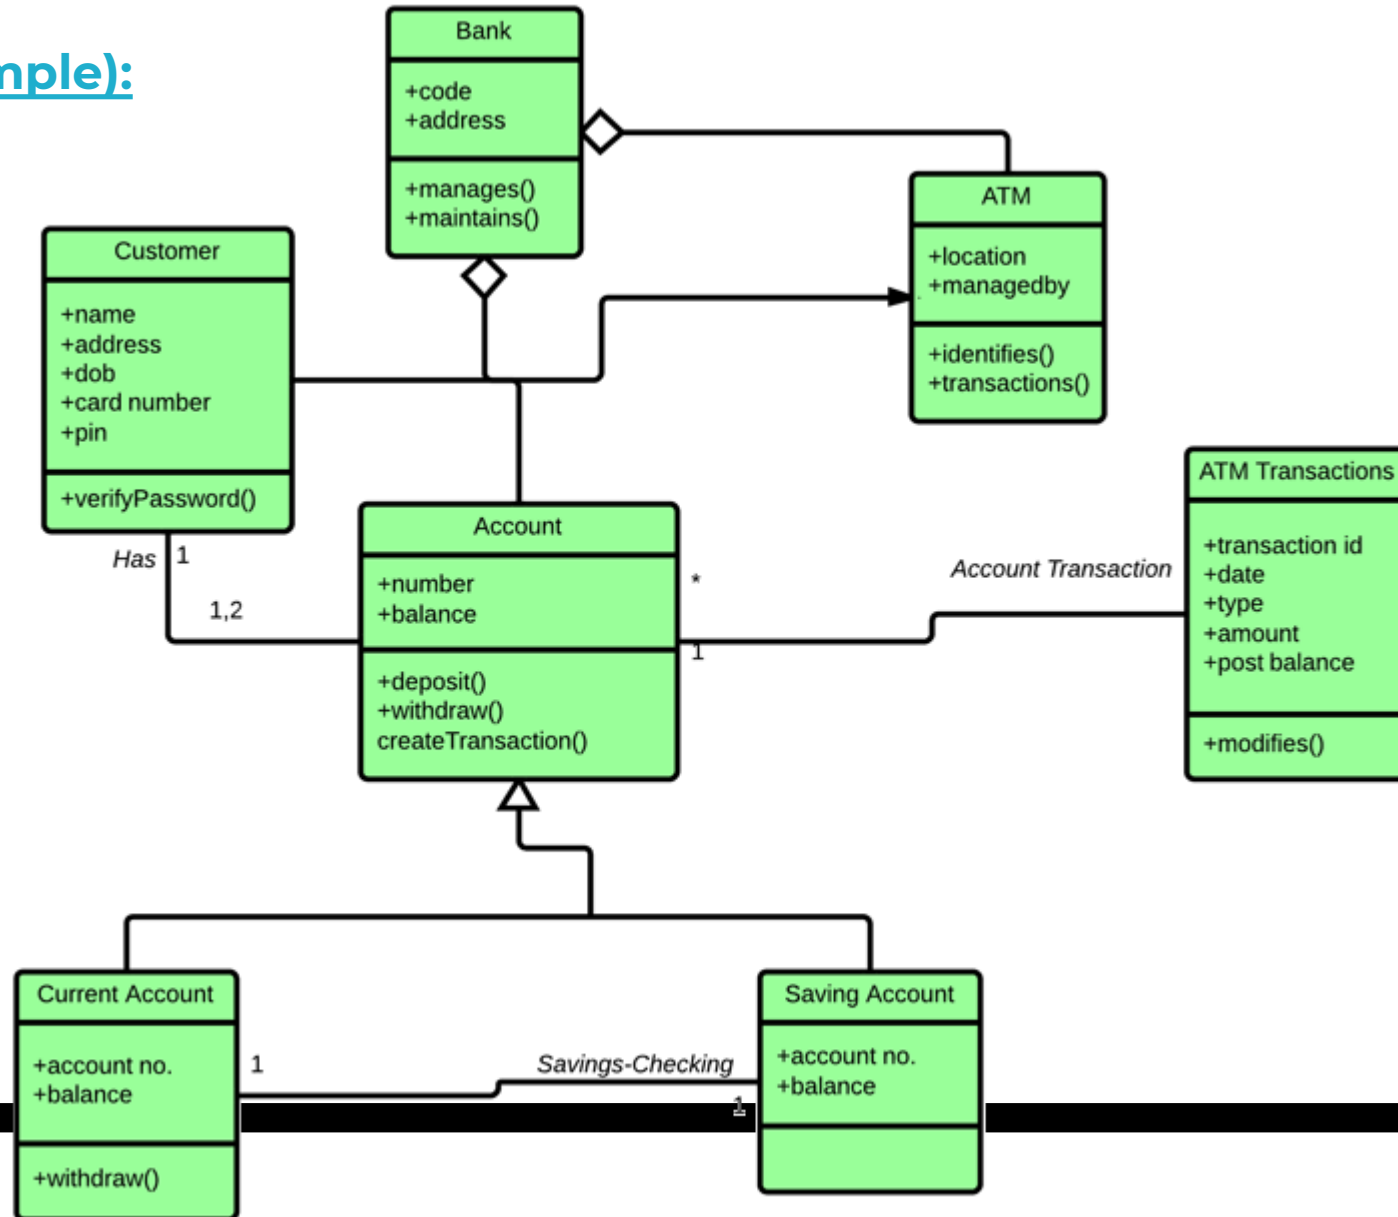 mple):
Bank
+code
+address
+manages()
+maintains()
ATM
+location
+managedby
+identifies()
+transactions()
Customer
+name
+address
+dob
+card number
+pin
+verifyPassword()
Has
1
1,2
Account
+number
+balance
+deposit()
+withdraw()
createTransaction()
*
1
Account Transaction
ATM Transactions
+transaction id
+date
+type
+amount
+post balance
+modifies()
Current Account
+account no.
+balance
+withdraw()
1
Savings-Checking
1
Saving Account
+account no.
+balance